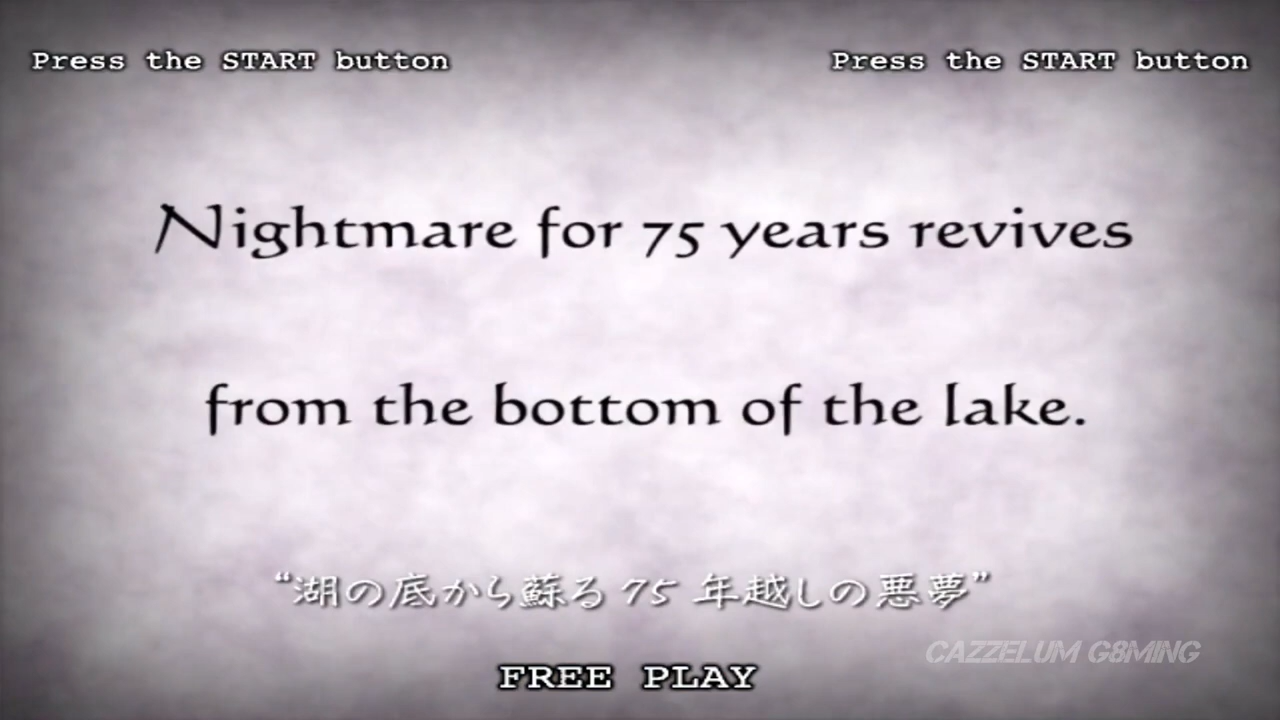 Press the START button
Press the START button
Nightmare for 75 years revives
from the bottom of the lake.
“湖の底から蘇る 75 年越しの悪夢”
CAZZELUM G8MING
FREE PLAY